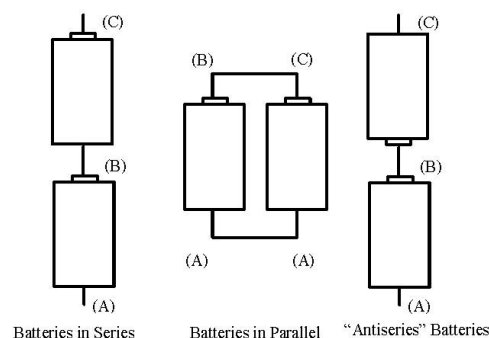 (C)
(B)
(A)
Batteries in Series
(B)
(C)
(A)
(A)
Batteries in Parallel
(C)
(B)
(A)
“Antiseries” Batteries